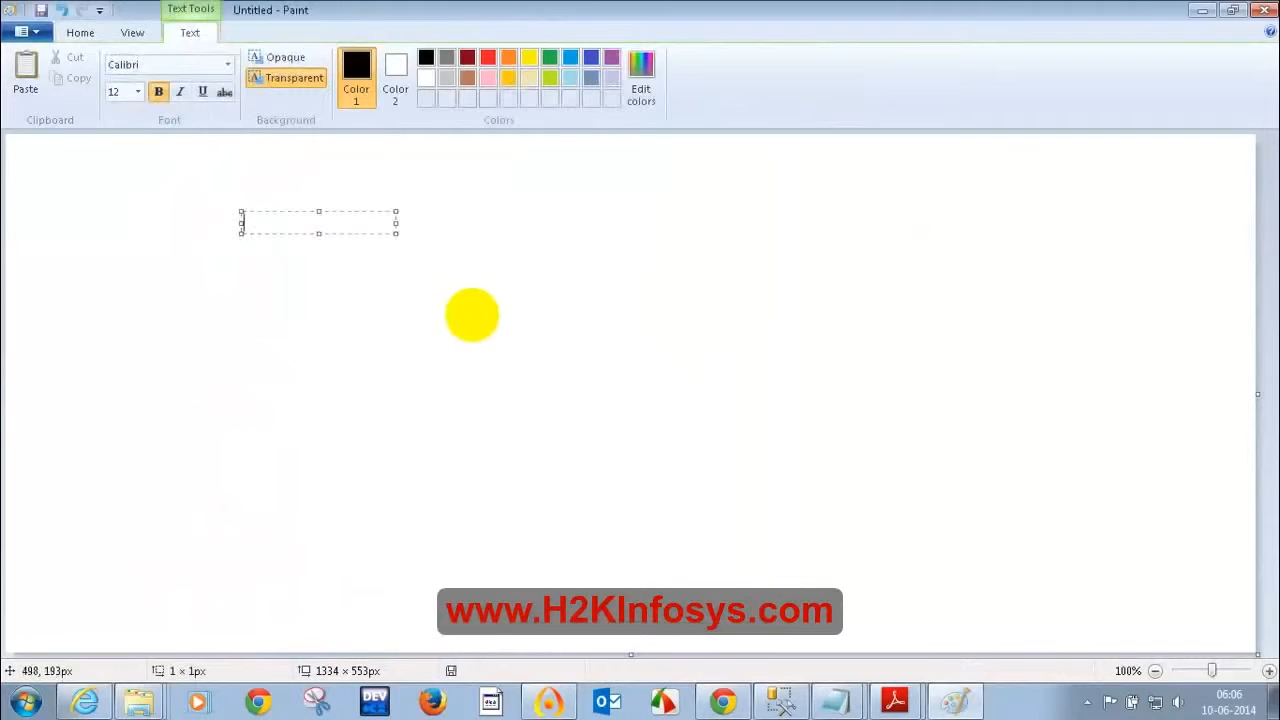 Text Tools
Untitled - Paint
Home
View
Text
Paste
Cut
Copy
Clipboard
Calibri
12
B
I
U
abc
Font
Opaque
Transparent
Background
Color
1
Color
2
Edit
colors
Colors
www.H2KInfosys.com
498, 193px
1 × 1px
1334 × 553px
100%
DEV
06:06
10-06-2014